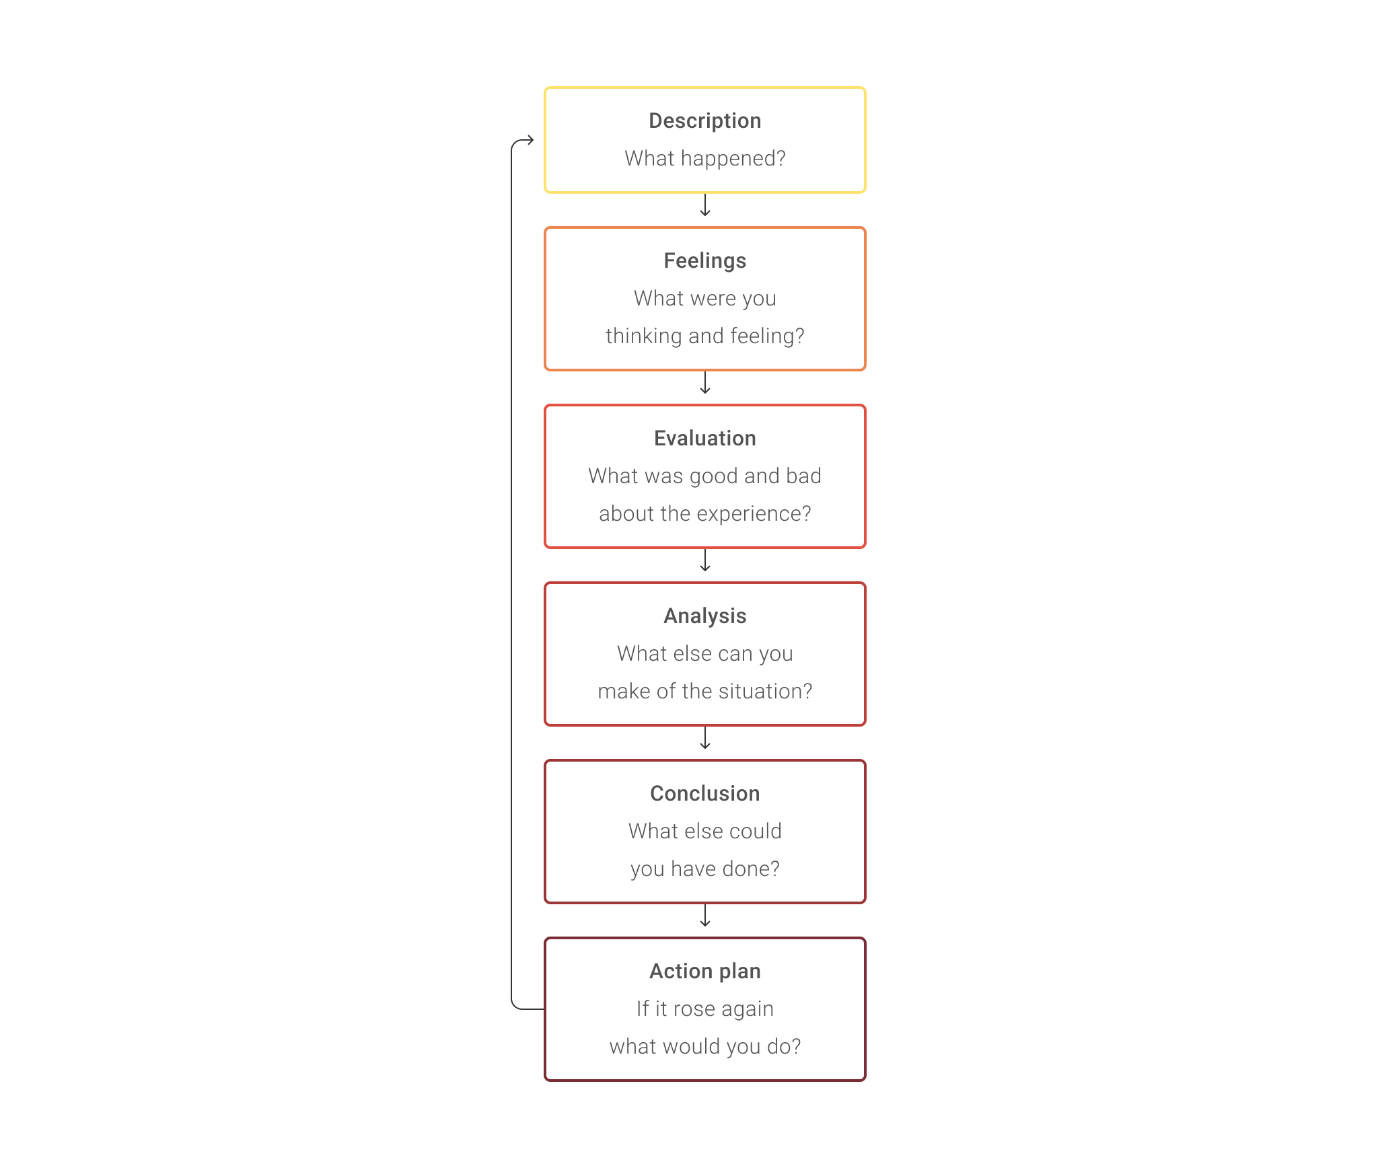 Description
What happened?
Feelings
What were you
thinking and feeling?
Evaluation
What was good and bad
about the experience?
Analysis
What else can you
make of the situation?
Conclusion
What else could
you have done?
Action plan
If it rose again
what would you do?